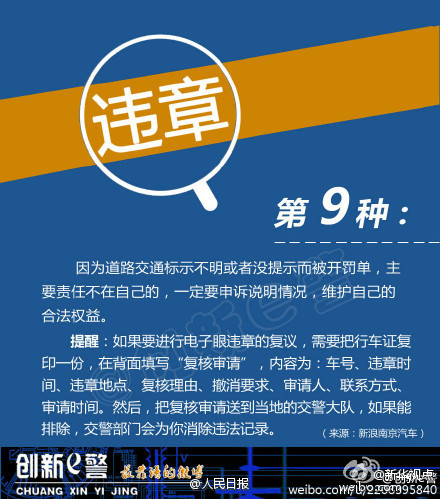 违章
第9种：
因为道路交通标示不明或者没提示而被开罚单，主
要责任不在自己的，一定要申诉说明情况，维护自己的
合法权益。
提醒：如果要进行电子眼违章的复议，需要把行车证复
印一份，在背面填写“复核审请”，内容为：车号、违章时
间、违章地点、复核理由、撤消要求、审请人、联系方式、
审请时间。然后，把复核审请送到当地的交警大队，如果能
排除，交警部门会为你消除违法记录。
（来源：新浪南京汽车）
创新e警
CHUANG XIN YI JING
@人民日报
@新华视点